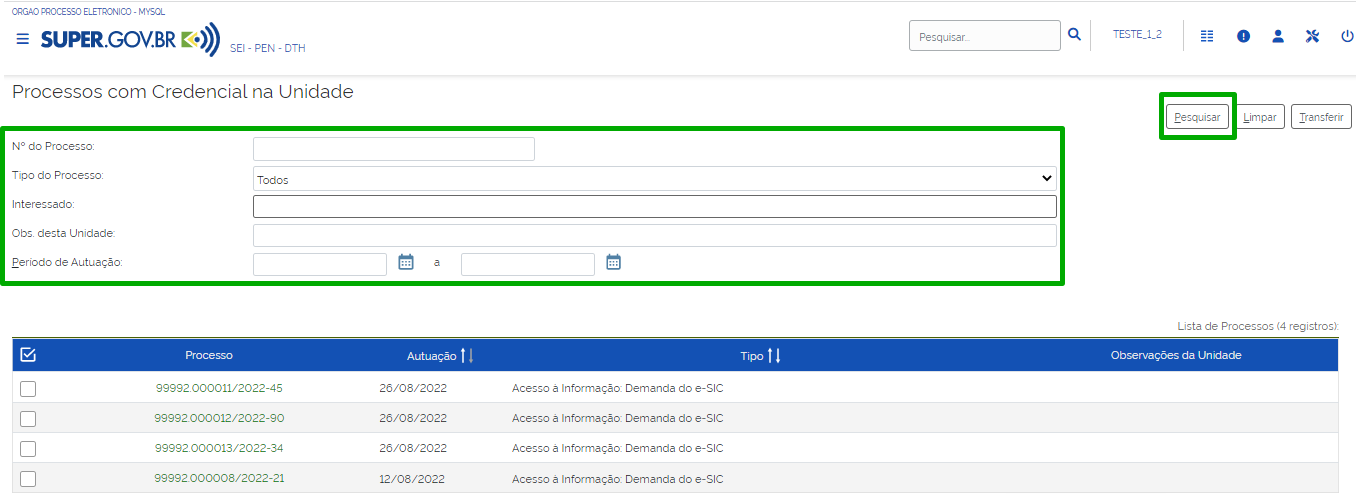 ORGAO PROCESSO ELETRONICO - MYSQL
SUPER.GOV.BR SEI - PEN - DTH
Pesquisar... TESTE_1_2
Processos com Credencial na Unidade
Pesquisar Limpar Transferir
Nº do Processo:
Tipo do Processo: Todos
Interessado:
Obs. desta Unidade:
Período de Autuação: a
Lista de Processos (4 registros):
Processo Autuação Tipo Observações da Unidade
99992.000011/2022-45 26/08/2022 Acesso à Informação: Demanda do e-SIC
99992.000012/2022-90 26/08/2022 Acesso à Informação: Demanda do e-SIC
99992.000013/2022-34 26/08/2022 Acesso à Informação: Demanda do e-SIC
99992.000008/2022-21 12/08/2022 Acesso à Informação: Demanda do e-SIC